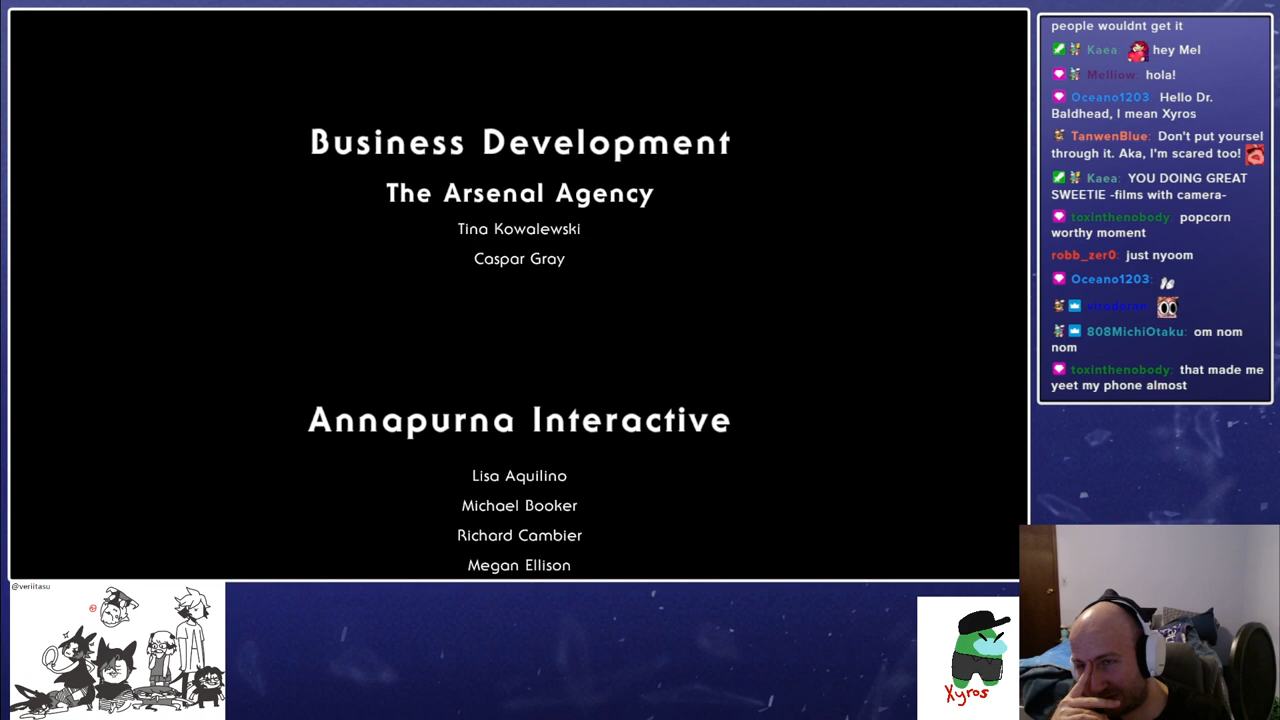 Business Development
The Arsenal Agency
Tina Kowalewski
Caspar Gray
Annapurna Interactive
Lisa Aquilino
Michael Booker
Richard Cambier
Megan Ellison
people wouldnt get it
Kaea: hey Mel
Melliow: hola!
Oceano1203: Hello Dr.
Baldhead, I mean Xyros
TanwenBlue: Don't put yoursel
through it. Aka, I'm scared too!
Kaea: YOU DOING GREAT
SWEETIE -films with camera-
toxinthenobody: popcorn
worthy moment
robb_zer0: just nyoom
Oceano1203:
808MichiOtaku: om nom
nom
toxinthenobody: that made me
yeet my phone almost
@veriitasu
Xyros